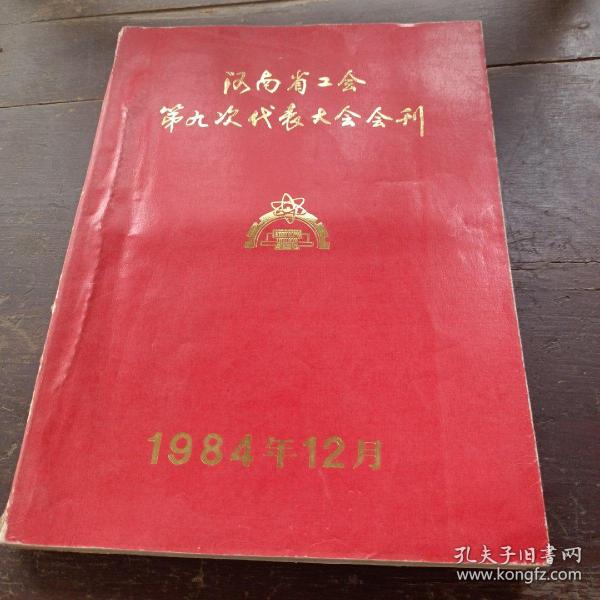 河南省工会
第九次代表大会会刊
1984年12月
孔夫子旧书网
www.kongfz.com